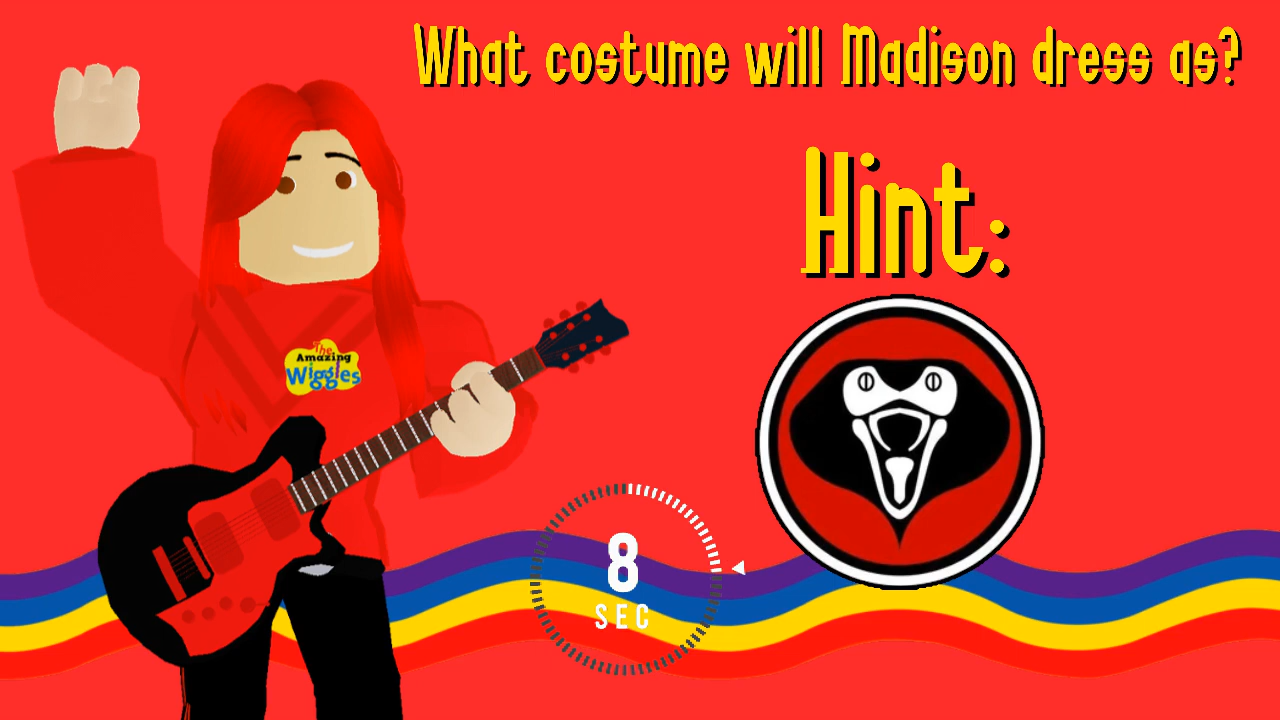 What costume will Madison dress as?
Hint:
The
Amazing
Wiggles
8
SEC